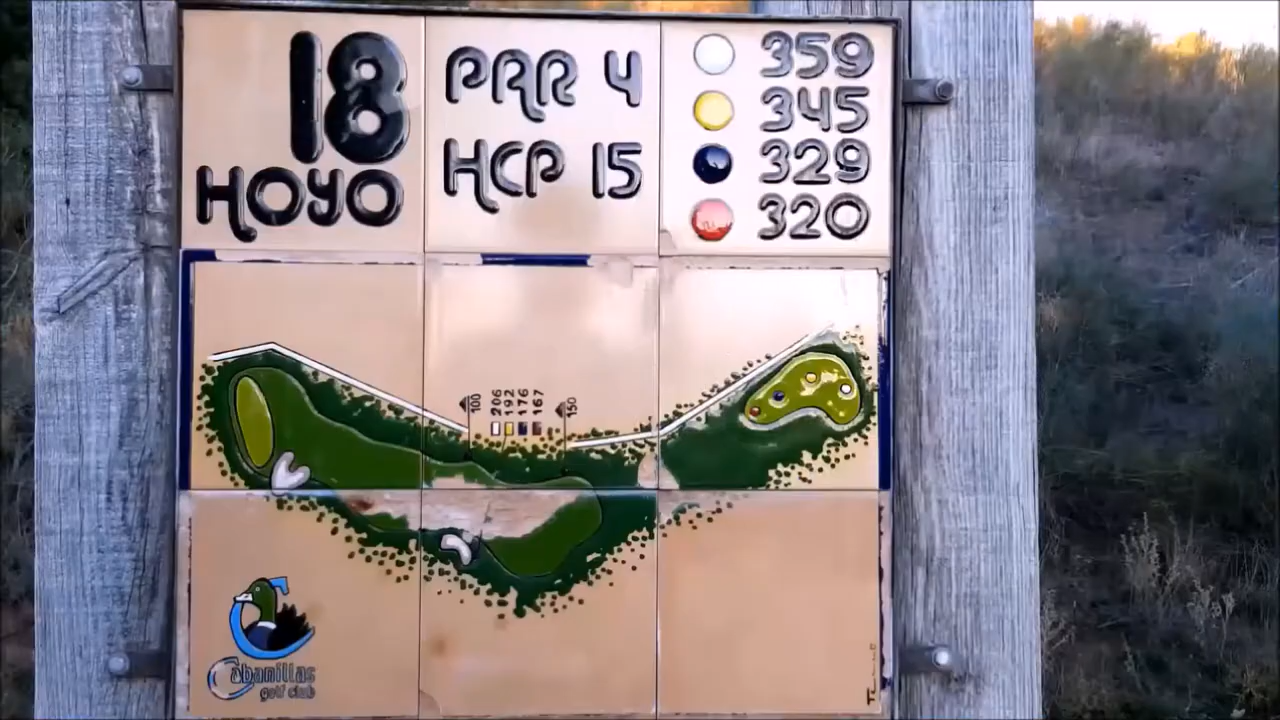 18
HOYO
PAR 4
HCP 15
359
345
329
320
100
206
192
176
167
150
Cabanillas
golf club